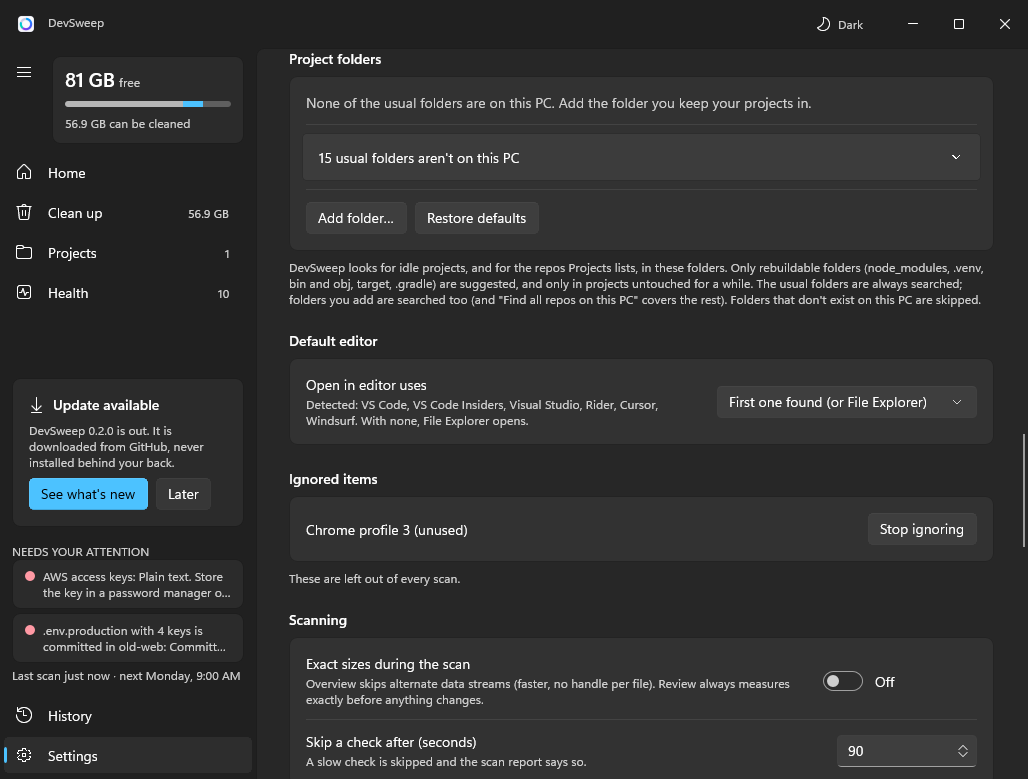 DevSweep
Dark
81 GB free
56.9 GB can be cleaned
Home
Clean up 56.9 GB
Projects 1
Health 10
Update available
DevSweep 0.2.0 is out. It is
downloaded from GitHub, never
installed behind your back.
See what's new Later
NEEDS YOUR ATTENTION
AWS access keys: Plain text. Store
the key in a password manager o...
.env.production with 4 keys is
committed in old-web: Committ...
Last scan just now · next Monday, 9:00 AM
History
Settings
Project folders
None of the usual folders are on this PC. Add the folder you keep your projects in.
15 usual folders aren't on this PC
Add folder... Restore defaults
DevSweep looks for idle projects, and for the repos Projects lists, in these folders. Only rebuildable folders (node_modules, .venv,
bin and obj, target, .gradle) are suggested, and only in projects untouched for a while. The usual folders are always searched;
folders you add are searched too (and "Find all repos on this PC" covers the rest). Folders that don't exist on this PC are skipped.
Default editor
Open in editor uses
Detected: VS Code, VS Code Insiders, Visual Studio, Rider, Cursor,
Windsurf. With none, File Explorer opens.
First one found (or File Explorer)
Ignored items
Chrome profile 3 (unused)
Stop ignoring
These are left out of every scan.
Scanning
Exact sizes during the scan
Overview skips alternate data streams (faster, no handle per file). Review always measures
exactly before anything changes.
Off
Skip a check after (seconds)
A slow check is skipped and the scan report says so.
90